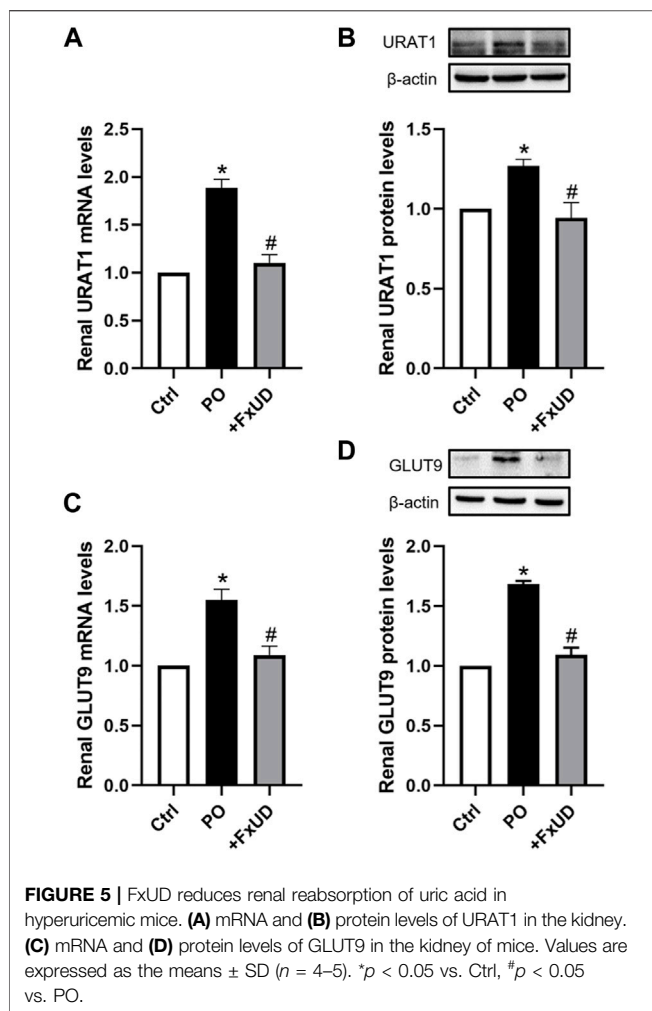 A
Renal URAT1 mRNA levels
2.5
2.0
1.5
1.0
0.5
0.0
*
#
Ctrl
PO
+FxUD
B
URAT1
β-actin
Renal URAT1 protein levels
1.5
1.0
0.5
0.0
*
#
Ctrl
PO
+FxUD
C
Renal GLUT9 mRNA levels
2.0
1.5
1.0
0.5
0.0
*
#
Ctrl
PO
+FxUD
D
GLUT9
β-actin
Renal GLUT9 protein levels
2.0
1.5
1.0
0.5
0.0
*
#
Ctrl
PO
+FxUD
FIGURE 5 | FxUD reduces renal reabsorption of uric acid in
hyperuricemic mice. (A) mRNA and (B) protein levels of URAT1 in the kidney.
(C) mRNA and (D) protein levels of GLUT9 in the kidney of mice. Values are
expressed as the means ± SD (n = 4–5). *p < 0.05 vs. Ctrl, #p < 0.05
vs. PO.